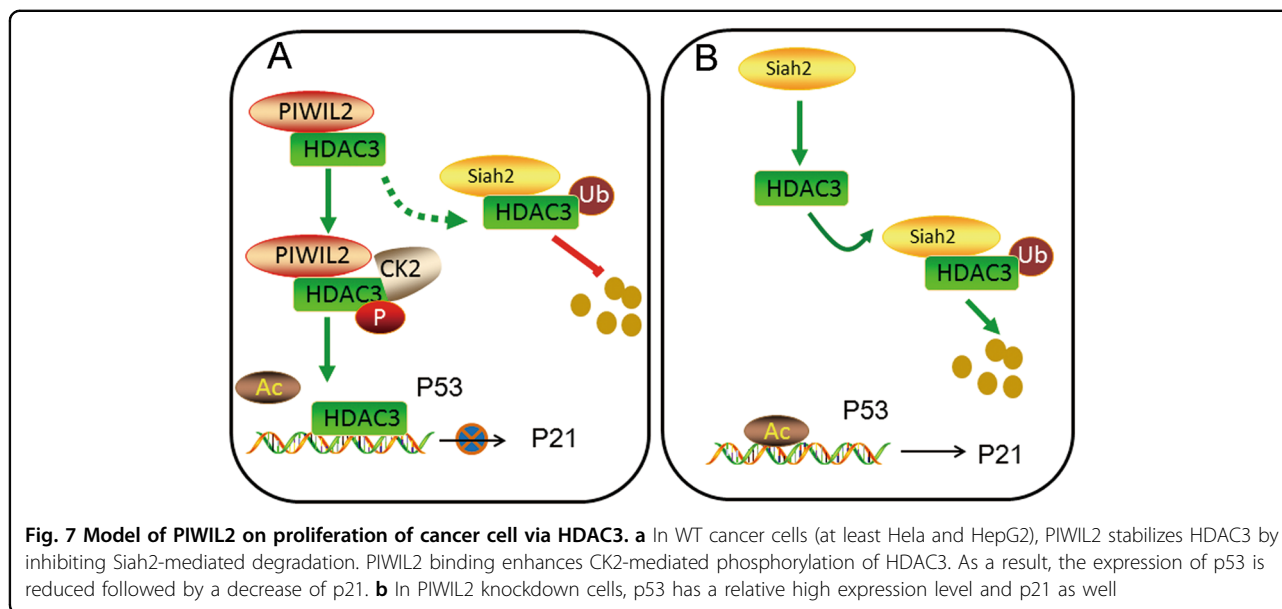 A
PIWIL2
HDAC3
Siah2
HDAC3
Ub
PIWIL2
CK2
HDAC3
P
Ac
P53
HDAC3
P21
B
Siah2
HDAC3
Siah2
HDAC3
Ub
P53
Ac
P21
Fig. 7 Model of PIWIL2 on proliferation of cancer cell via HDAC3. a In WT cancer cells (at least Hela and HepG2), PIWIL2 stabilizes HDAC3 by
inhibiting Siah2-mediated degradation. PIWIL2 binding enhances CK2-mediated phosphorylation of HDAC3. As a result, the expression of p53 is
reduced followed by a decrease of p21. b In PIWIL2 knockdown cells, p53 has a relative high expression level and p21 as well